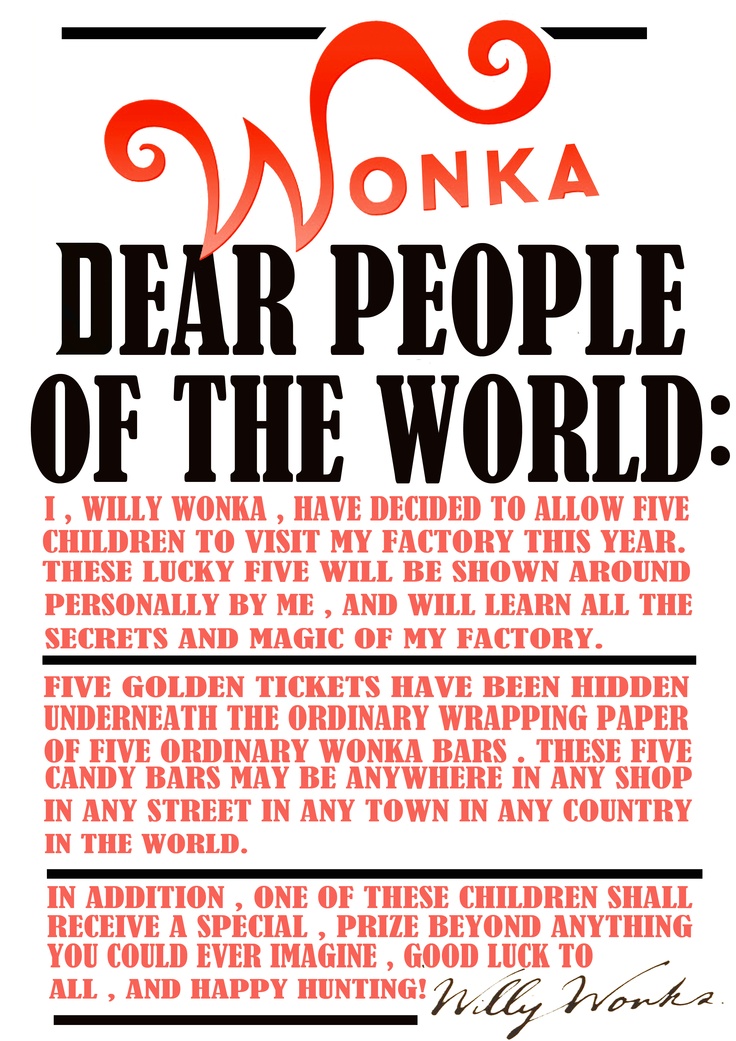 WONKA
DEAR PEOPLE
OF THE WORLD:
I , WILLY WONKA , HAVE DECIDED TO ALLOW FIVE
CHILDREN TO VISIT MY FACTORY THIS YEAR.
THESE LUCKY FIVE WILL BE SHOWN AROUND
PERSONALLY BY ME , AND WILL LEARN ALL THE
SECRETS AND MAGIC OF MY FACTORY.
FIVE GOLDEN TICKETS HAVE BEEN HIDDEN
UNDERNEATH THE ORDINARY WRAPPING PAPER
OF FIVE ORDINARY WONKA BARS . THESE FIVE
CANDY BARS MAY BE ANYWHERE IN ANY SHOP
IN ANY STREET IN ANY TOWN IN ANY COUNTRY
IN THE WORLD.
IN ADDITION , ONE OF THESE CHILDREN SHALL
RECEIVE A SPECIAL , PRIZE BEYOND ANYTHING
YOU COULD EVER IMAGINE , GOOD LUCK TO
ALL , AND HAPPY HUNTING!
Willy Wonka.